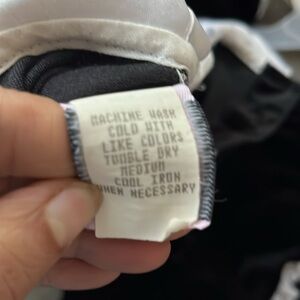 MACHINE WASH
COLD WITH
LIKE COLORS
TUMBLE DRY
MEDIUM
COOL IRON
WHEN NECESSARY